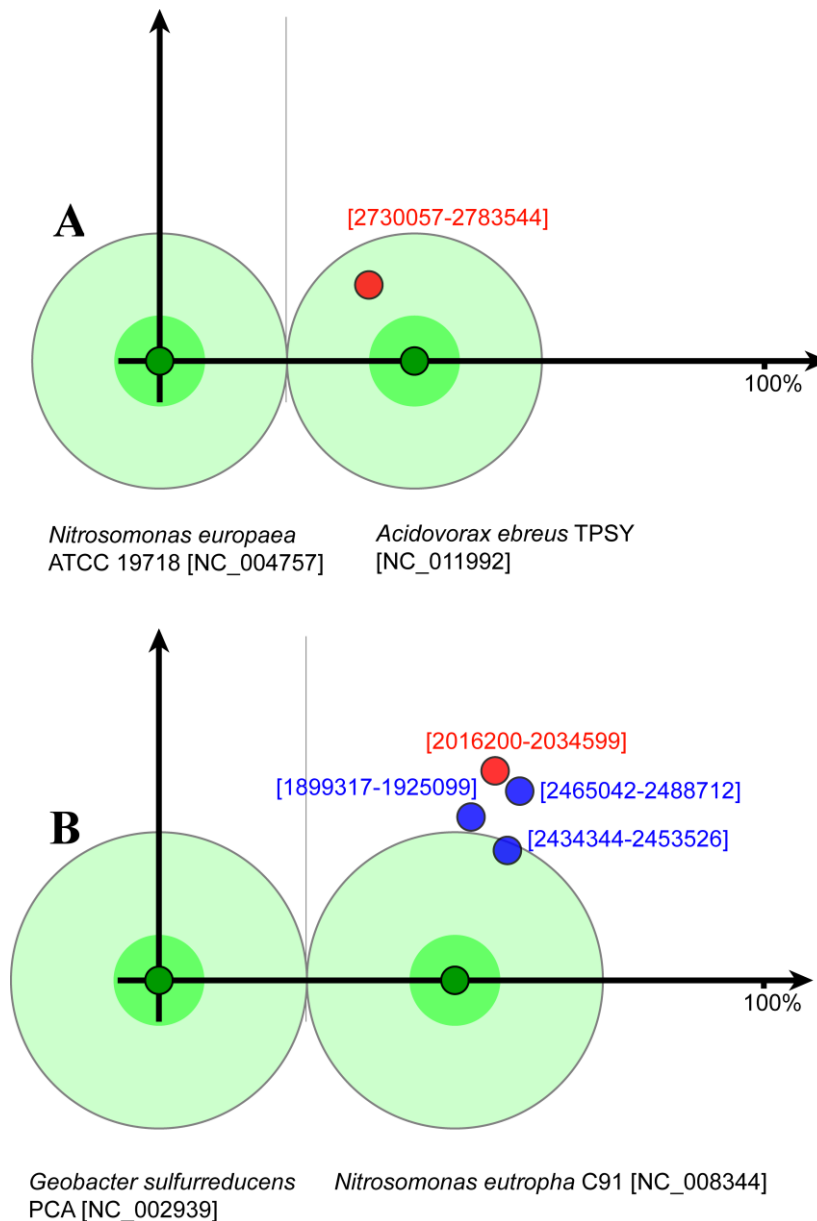 A
[2730057-2783544]
100%
Nitrosomonas europaea
ATCC 19718 [NC_004757]
Acidovorax ebreus TPSY
[NC_011992]
B
[2016200-2034599]
[1899317-1925099]
[2465042-2488712]
[2434344-2453526]
100%
Geobacter sulfurreducens
PCA [NC_002939]
Nitrosomonas eutropha C91 [NC_008344]